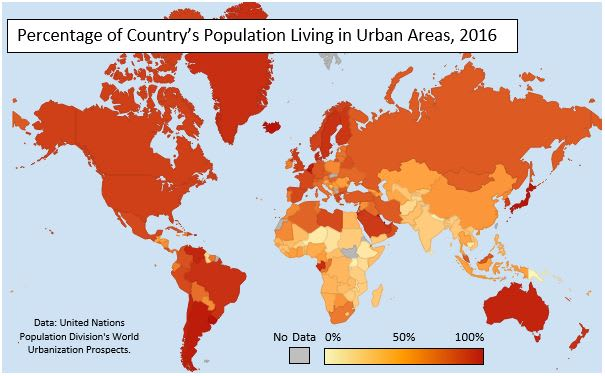 Percentage of Country's Population Living in Urban Areas, 2016
Data: United Nations
Population Division's World
Urbanization Prospects.
No Data 0% 50% 100%